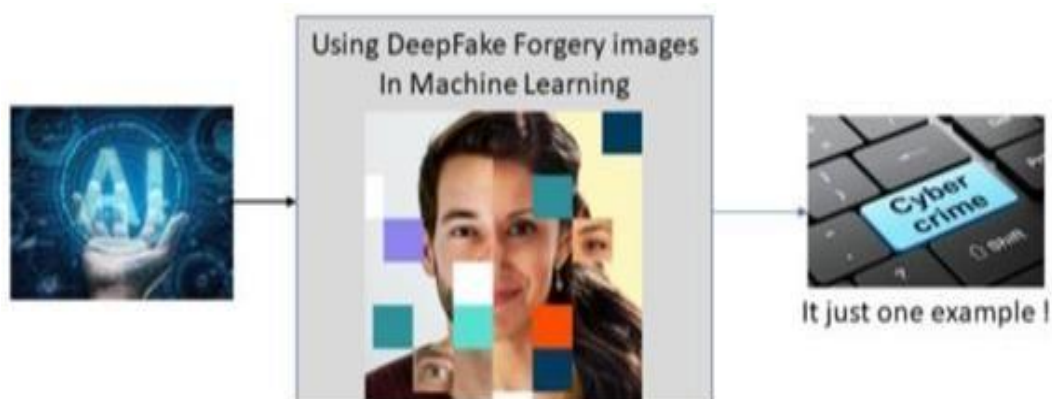 Using DeepFake Forgery images
In Machine Learning
AI
Cyber
crime
Shift
It just one example !